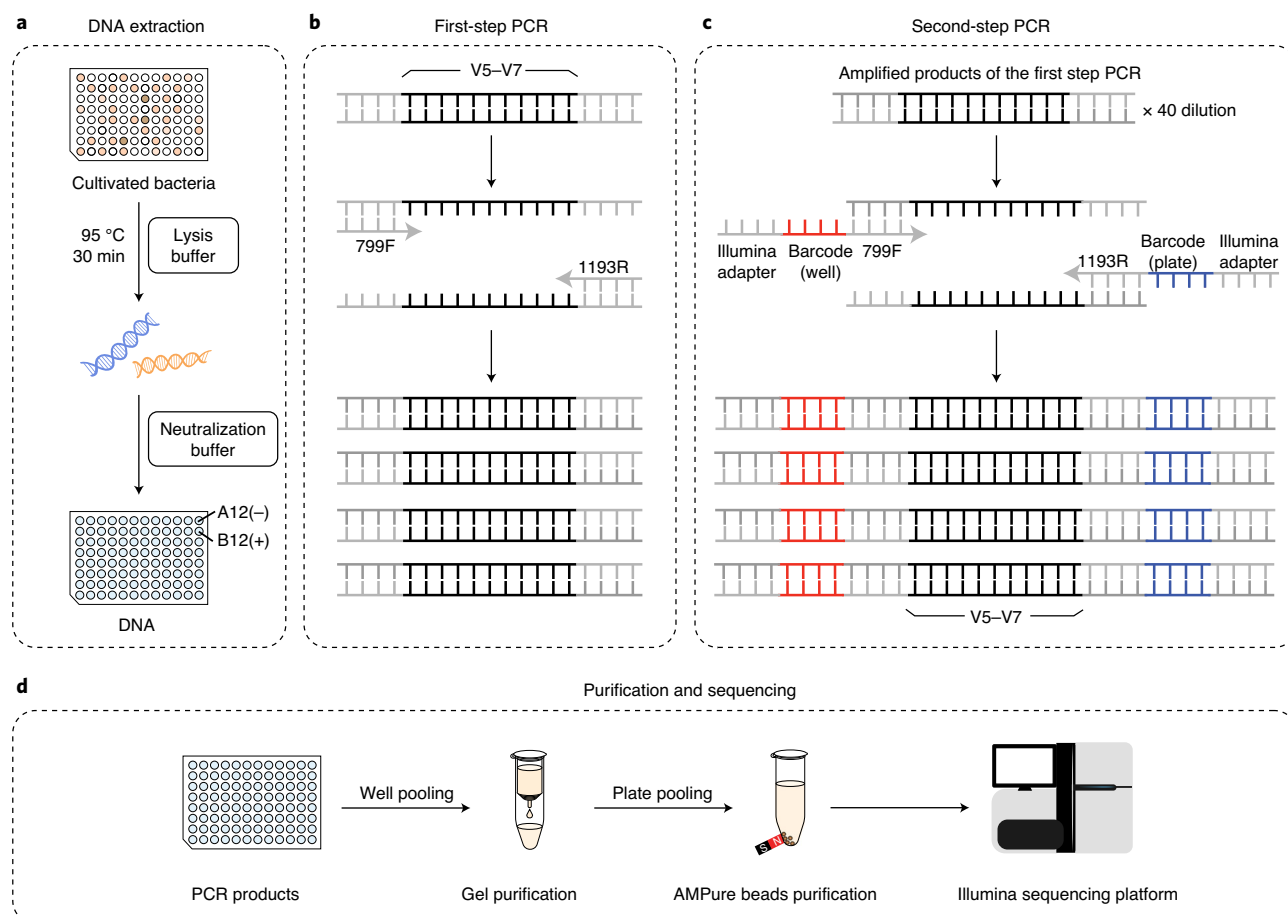 a
DNA extraction
Cultivated bacteria
95 °C
30 min
Lysis
buffer
Neutralization
buffer
A12(–)
B12(+)
DNA
b
First-step PCR
V5–V7
799F
1193R
c
Second-step PCR
Amplified products of the first step PCR
× 40 dilution
Illumina
adapter
Barcode
(well)
799F
1193R
Barcode
(plate)
Illumina
adapter
V5–V7
d
Purification and sequencing
Well pooling
Plate pooling
S N
PCR products
Gel purification
AMPure beads purification
Illumina sequencing platform